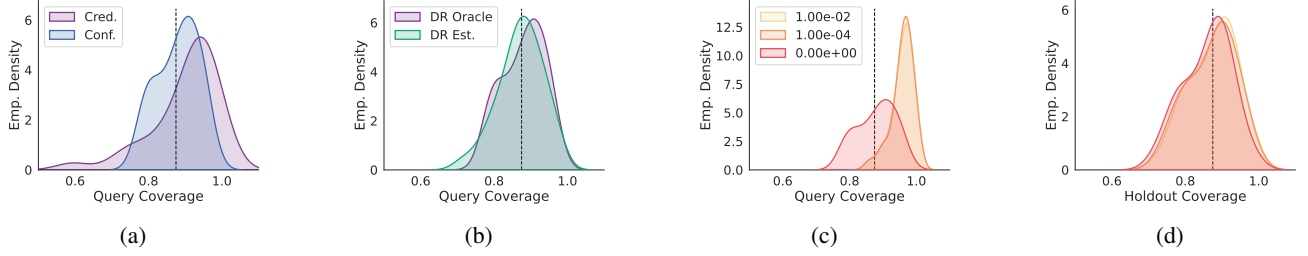 Emp. Density
6
4
2
0
Cred.
Conf.
0.6 0.8 1.0
Query Coverage
(a)
Emp. Density
6
4
2
0
DR Oracle
DR Est.
0.6 0.8 1.0
Query Coverage
(b)
Emp. Density
12.5
10.0
7.5
5.0
2.5
0.0
1.00e-02
1.00e-04
0.00e+00
0.6 0.8 1.0
Query Coverage
(c)
Emp. Density
6
4
2
0
0.6 0.8 1.0
Holdout Coverage
(d)